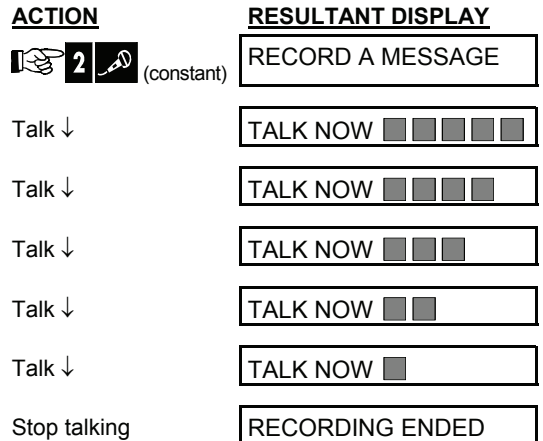 ACTION RESULTANT DISPLAY
2 (constant) RECORD A MESSAGE
Talk ↓ TALK NOW
Talk ↓ TALK NOW
Talk ↓ TALK NOW
Talk ↓ TALK NOW
Talk ↓ TALK NOW
Stop talking RECORDING ENDED